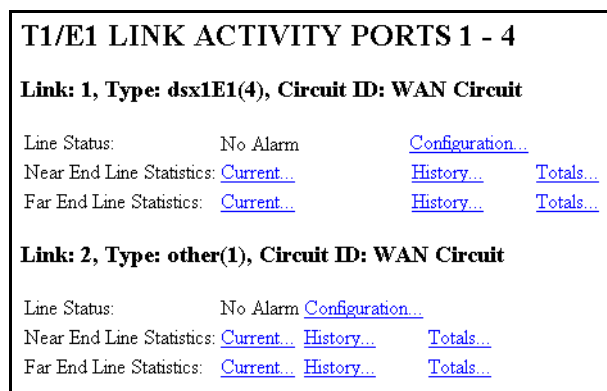 T1/E1 LINK ACTIVITY PORTS 1 - 4
Link: 1, Type: dsx1E1(4), Circuit ID: WAN Circuit
Line Status: No Alarm Configuration...
Near End Line Statistics: Current... History... Totals...
Far End Line Statistics: Current... History... Totals...
Link: 2, Type: other(1), Circuit ID: WAN Circuit
Line Status: No Alarm Configuration...
Near End Line Statistics: Current... History... Totals...
Far End Line Statistics: Current... History... Totals...